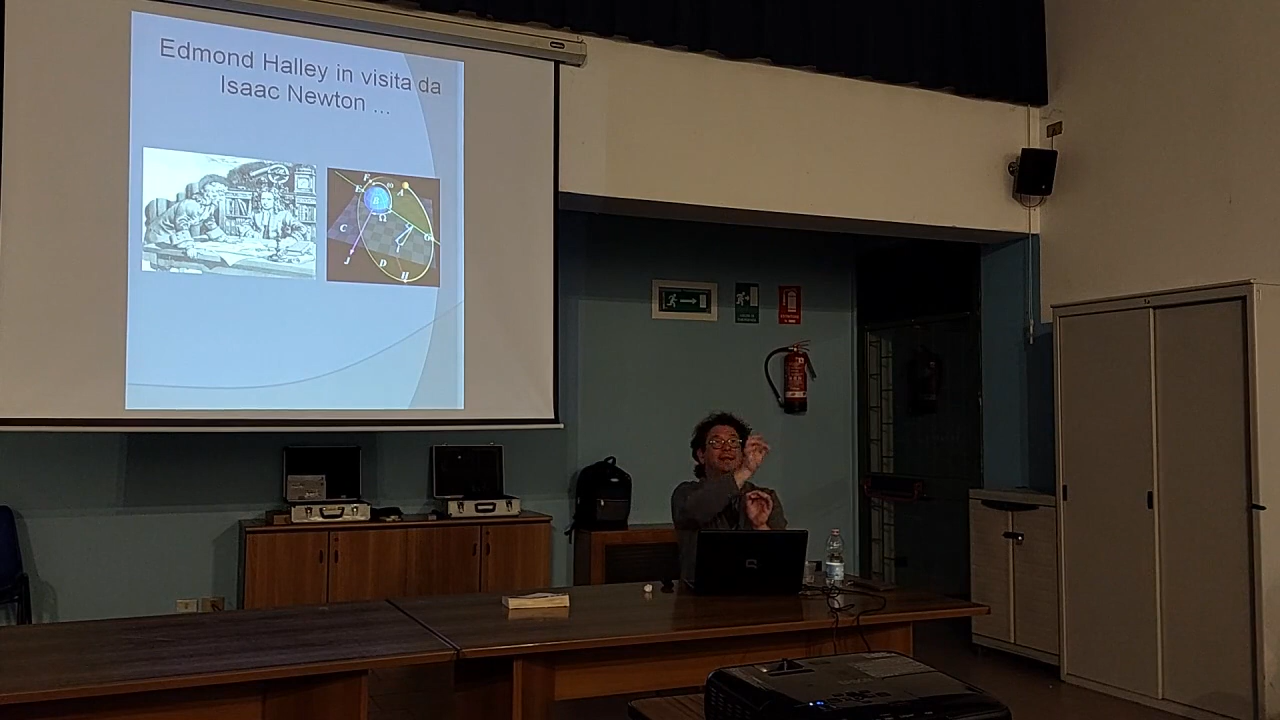 Edmond Halley in visita da
Isaac Newton ...
F
E
A
B
Ω
C
G
J
D
H